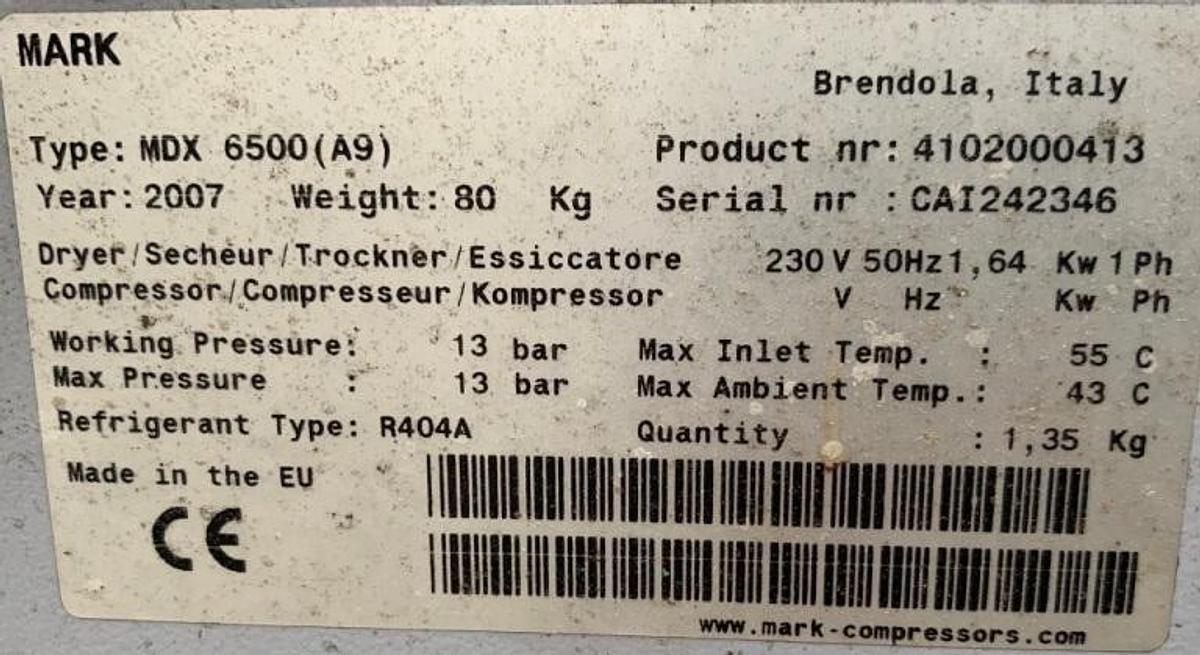 MARK
Brendola, Italy
Type: MDX 6500(A9) Product nr: 4102000413
Year: 2007 Weight: 80 Kg Serial nr : CAI242346
Dryer/Secheur/Trockner/Essiccatore 230 V 50Hz 1,64 Kw 1 Ph
Compressor/Compresseur/Kompressor V Hz Kw Ph
Working Pressure: 13 bar Max Inlet Temp. : 55 C
Max Pressure : 13 bar Max Ambient Temp.: 43 C
Refrigerant Type: R404A Quantity : 1,35 Kg
Made in the EU
CE
www.mark-compressors.com